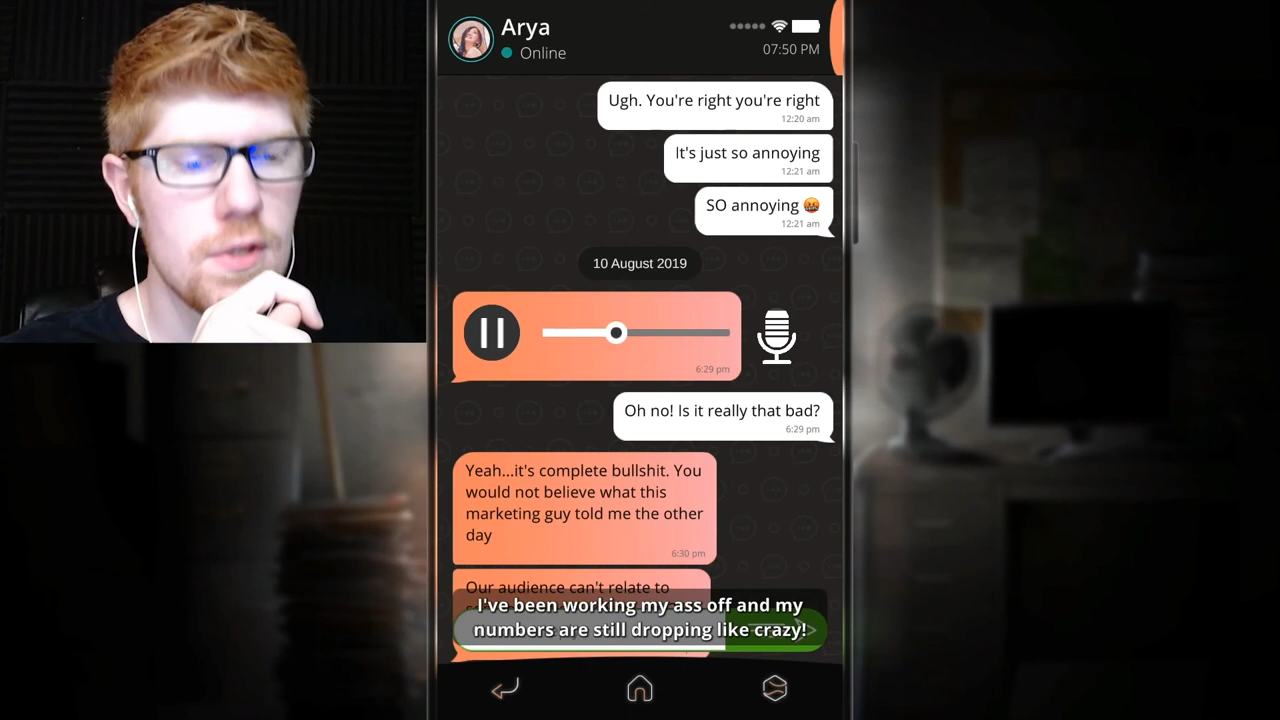 Arya
Online
07:50 PM
Ugh. You're right you're right
12:20 am
It's just so annoying
12:21 am
SO annoying 🤬
12:21 am
10 August 2019
6:29 pm
Oh no! Is it really that bad?
6:29 pm
Yeah...it's complete bullshit. You
would not believe what this
marketing guy told me the other
day
6:30 pm
Our audience can't relate to
I've been working my ass off and my
numbers are still dropping like crazy!